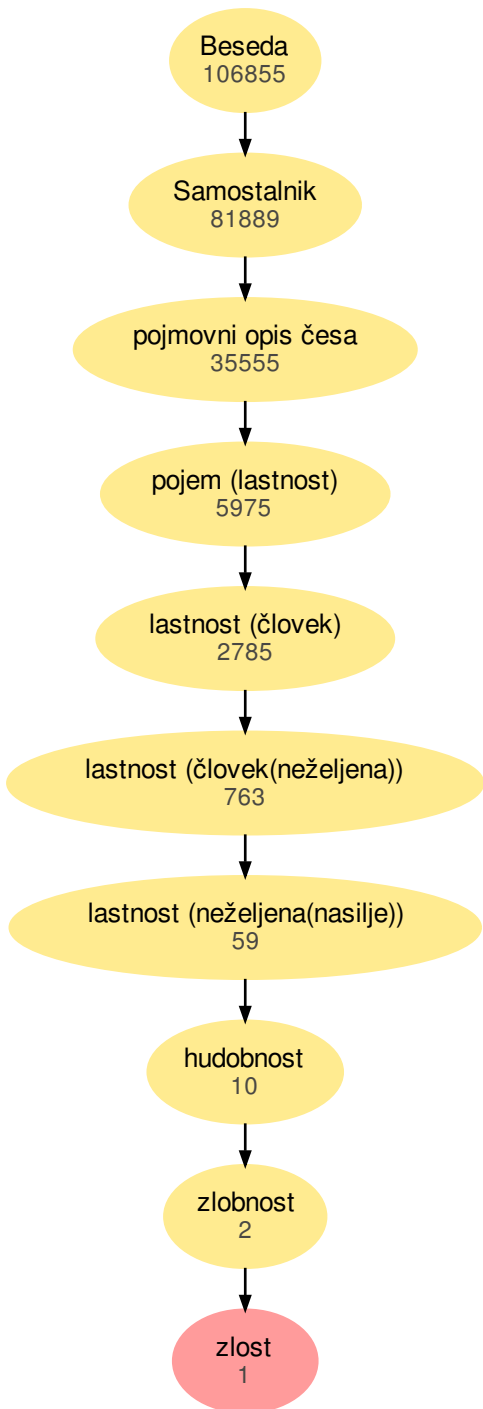 Beseda
106855
Samostalnik
81889
pojmovni opis česa
35555
pojem (lastnost)
5975
lastnost (človek)
2785
lastnost (človek(neželjena))
763
lastnost (neželjena(nasilje))
59
hudobnost
10
zlobnost
2
zlost
1